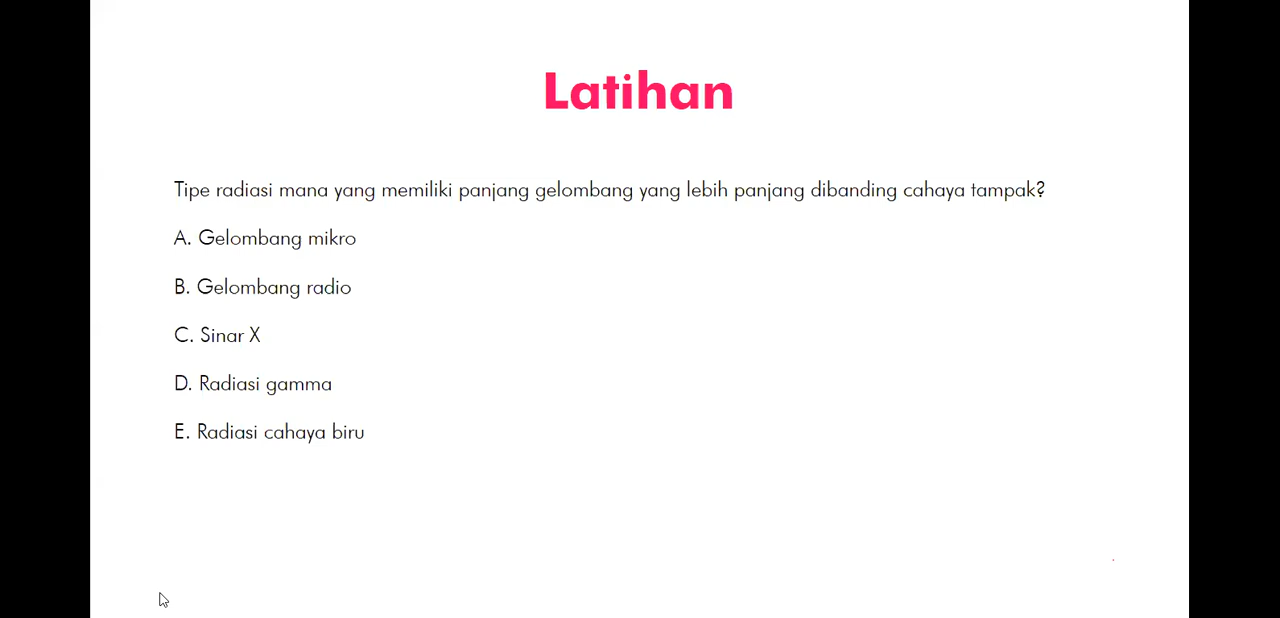 Latihan
Tipe radiasi mana yang memiliki panjang gelombang yang lebih panjang dibanding cahaya tampak?
A. Gelombang mikro
B. Gelombang radio
C. Sinar X
D. Radiasi gamma
E. Radiasi cahaya biru